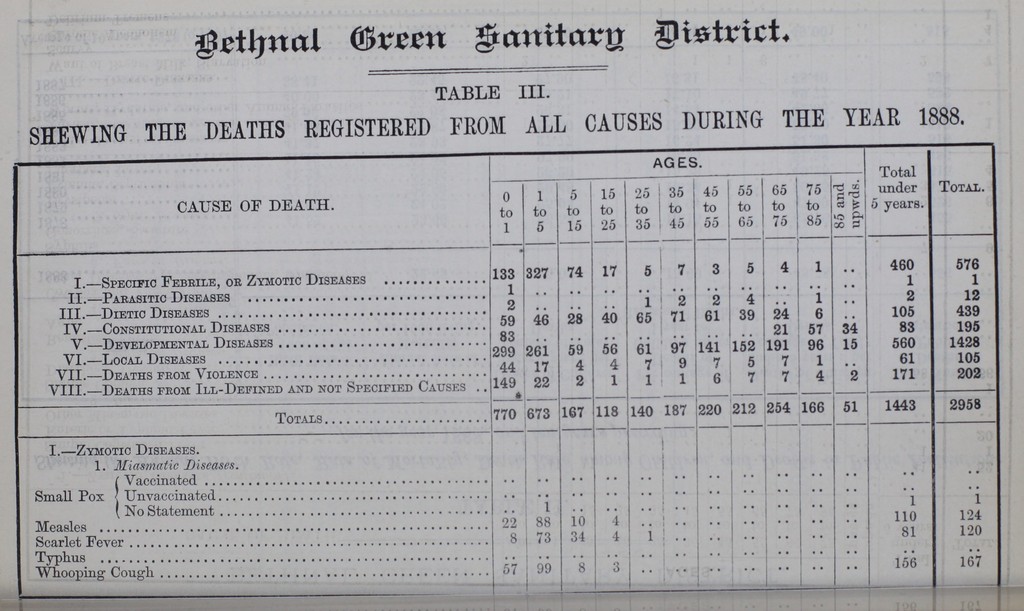 Bethnal Green Sanitary District.
TABLE III.
SHEWING THE DEATHS REGISTERED FROM ALL CAUSES DURING THE YEAR 1888.
CAUSE OF DEATH. AGES. Total under 5 years. TOTAL.
0 to 1 1 to 5 5 to 15 15 to 25 25 to 35 35 to 45 45 to 55 55 to 65 65 to 75 75 to 85 85 and upwds.
I.—SPECIFIC FEBRILE, OR ZYMOTIC DISEASES .............. 133 327 74 17 5 7 3 5 4 1 .. 460 576
II.—PARASITIC DISEASES .............. 1 .. .. .. .. .. .. .. .. .. .. 1 1
III.—DIETIC DISEASES .............. 2 .. .. .. 1 2 2 4 .. 1 .. 2 12
IV.—CONSTITUTIONAL DISEASES .............. 59 46 28 40 65 71 61 39 24 6 .. 105 439
V.—DEVELOPMENTAL DISEASES .............. 83 .. .. .. .. .. .. .. 21 57 34 83 195
VI.—LOCAL DISEASES .............. 299 261 59 56 61 97 141 152 191 96 15 560 1428
VII.—DEATHS FROM VIOLENCE .............. 44 17 4 4 7 9 7 5 7 1 .. 61 105
VIII.—DEATHS FROM ILL-DEFINED AND NOT SPECIFIED CAUSES .. 149 22 2 1 1 1 6 7 7 4 2 171 202
TOTALS.............. 770 673 167 118 140 187 220 212 254 166 51 1443 2958
I.—ZYMOTIC DISEASES.
1. Miasmatic Diseases.
Small Pox { Vaccinated .............. .. .. .. .. .. .. .. .. .. .. .. .. ..
Unvaccinated.............. .. .. .. .. .. .. .. .. .. .. .. .. ..
No Statement .............. .. 1 .. .. .. .. .. .. .. .. .. 1 1
Measles .............. 22 88 10 4 .. .. .. .. .. .. .. 110 124
Scarlet Fever .............. 8 73 34 4 1 .. .. .. .. .. .. 81 120
Typhus .............. .. .. .. .. .. .. .. .. .. .. .. .. ..
Whooping Cough .............. 57 99 8 3 .. .. .. .. .. .. .. 156 167